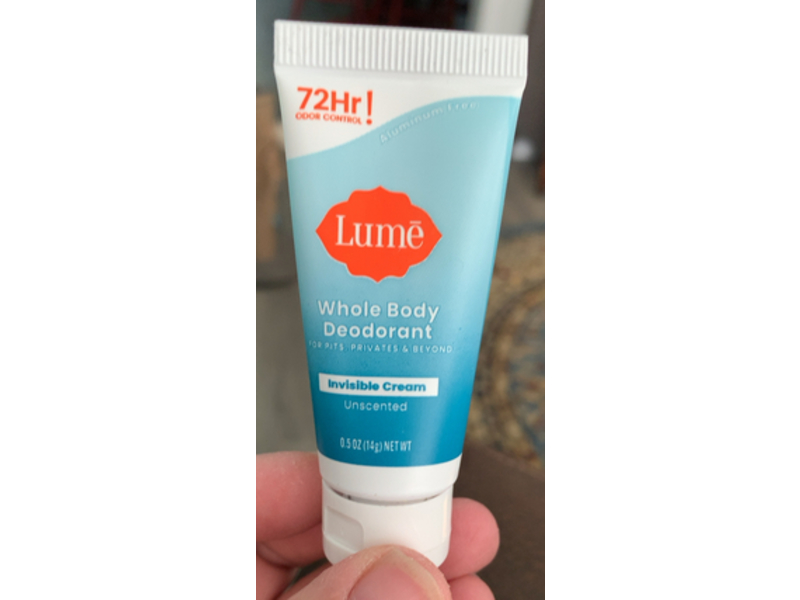 72Hr!
ODOR CONTROL
Aluminum Free
Lumē
Whole Body
Deodorant
FOR PITS, PRIVATES & BEYOND
Invisible Cream
Unscented
0.5 OZ (14g) NET WT